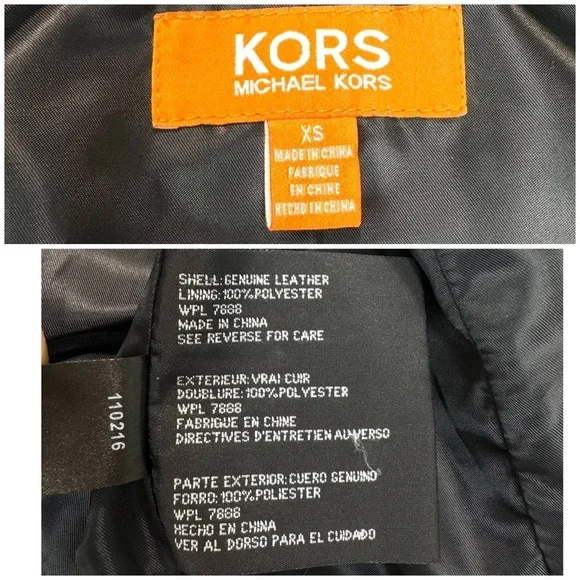 KORS
MICHAEL KORS
XS
MADE IN CHINA
FABRIQUE
EN CHINE
HECHO EN CHINA
SHELL: GENUINE LEATHER
LINING: 100% POLYESTER
WPL 7888
MADE IN CHINA
SEE REVERSE FOR CARE
EXTERIEUR: VRAI CUIR
DOUBLURE: 100% POLYESTER
WPL 7888
FABRIQUE EN CHINE
DIRECTIVES D'ENTRETIEN AU VERSO
PARTE EXTERIOR: CUERO GENUINO
FORRO: 100% POLYESTER
WPL 7888
HECHO EN CHINA
VER AL DORSO PARA EL CUIDADO
110216